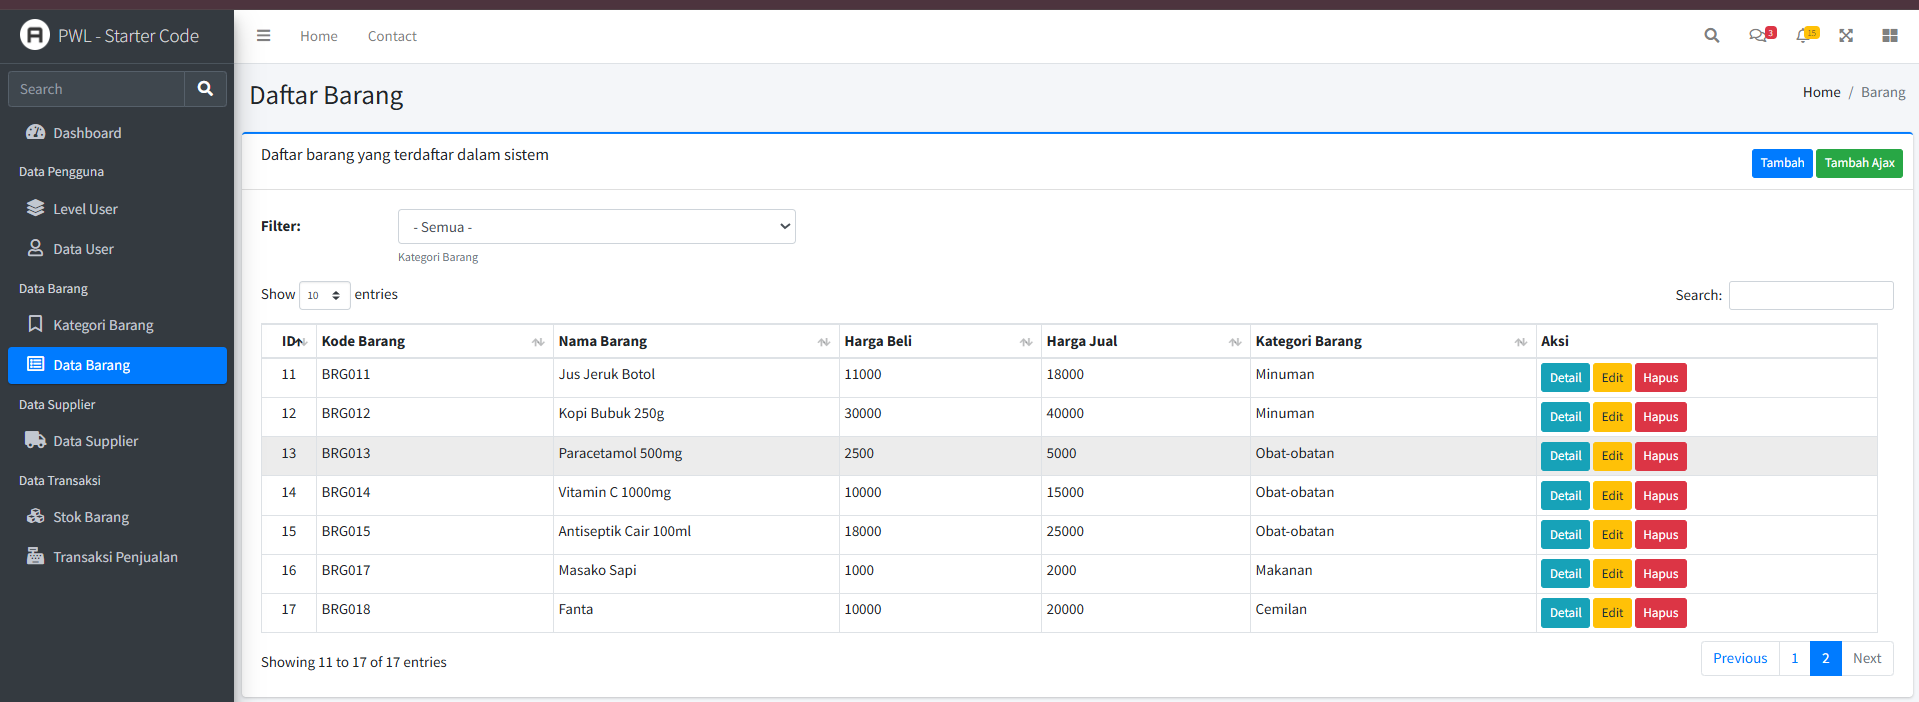 PWL - Starter Code
Home Contact
3
15
Search
Dashboard
Data Pengguna
Level User
Data User
Data Barang
Kategori Barang
Data Barang
Data Supplier
Data Supplier
Data Transaksi
Stok Barang
Transaksi Penjualan
Daftar Barang
Home / Barang
Daftar barang yang terdaftar dalam sistem
Tambah Tambah Ajax
Filter: - Semua -
Kategori Barang
Show 10 entries Search:
ID Kode Barang Nama Barang Harga Beli Harga Jual Kategori Barang Aksi
11 BRG011 Jus Jeruk Botol 11000 18000 Minuman Detail Edit Hapus
12 BRG012 Kopi Bubuk 250g 30000 40000 Minuman Detail Edit Hapus
13 BRG013 Paracetamol 500mg 2500 5000 Obat-obatan Detail Edit Hapus
14 BRG014 Vitamin C 1000mg 10000 15000 Obat-obatan Detail Edit Hapus
15 BRG015 Antiseptik Cair 100ml 18000 25000 Obat-obatan Detail Edit Hapus
16 BRG017 Masako Sapi 1000 2000 Makanan Detail Edit Hapus
17 BRG018 Fanta 10000 20000 Cemilan Detail Edit Hapus
Showing 11 to 17 of 17 entries
Previous 1 2 Next